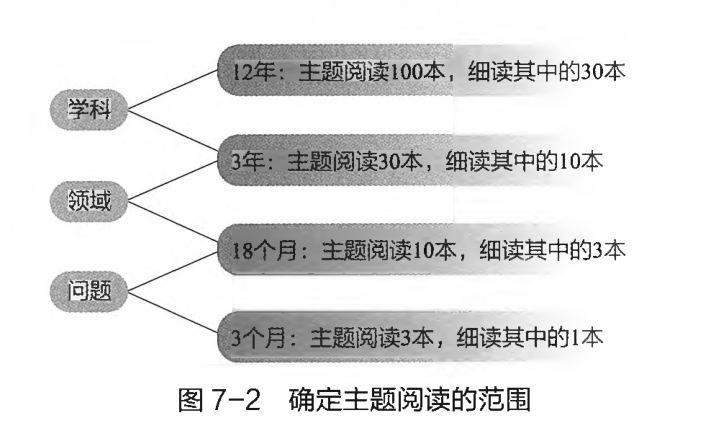 12年：主题阅读100本，细读其中的30本
学科
3年：主题阅读30本，细读其中的10本
领域
18个月：主题阅读10本，细读其中的3本
问题
3个月：主题阅读3本，细读其中的1本
图 7-2　确定主题阅读的范围